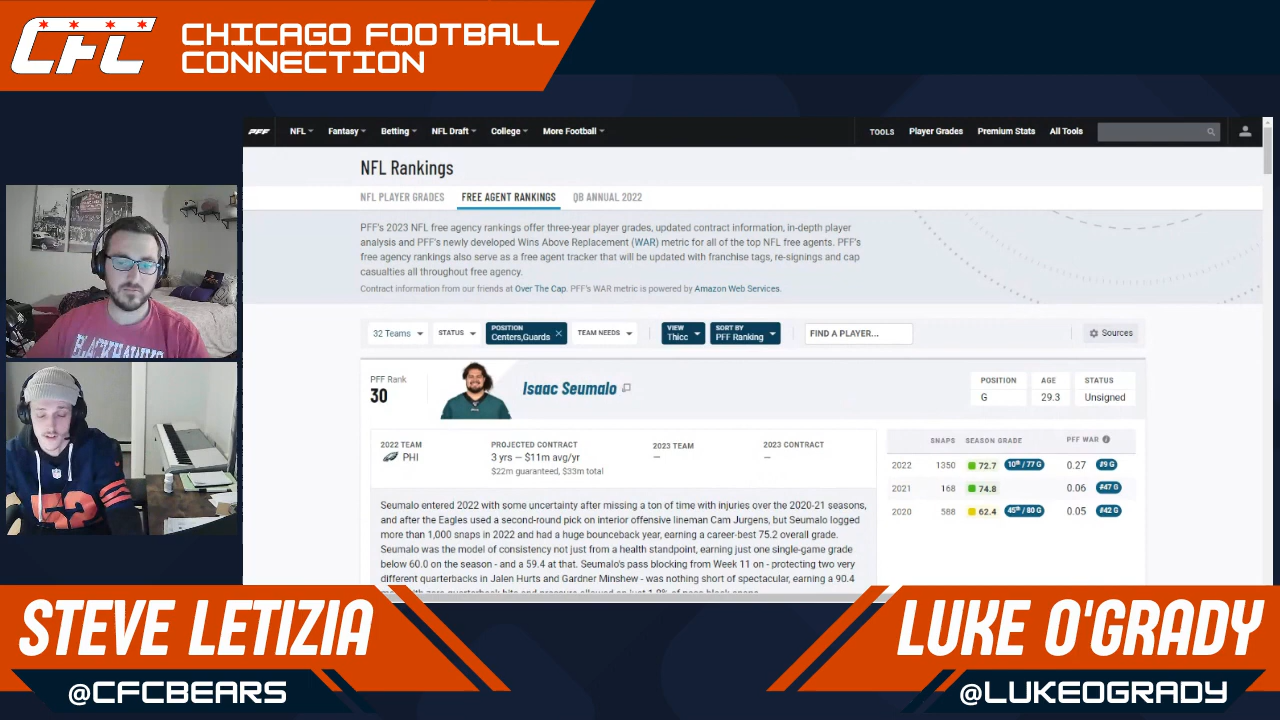 CFC
CHICAGO FOOTBALL
CONNECTION
PFF NFL Fantasy Betting NFL Draft College More Football TOOLS Player Grades Premium Stats All Tools
NFL Rankings
NFL PLAYER GRADES FREE AGENT RANKINGS QB ANNUAL 2022
PFF's 2023 NFL free agency rankings offer three-year player grades, updated contract information, in-depth player
analysis and PFF's newly developed Wins Above Replacement (WAR) metric for all of the top NFL free agents. PFF's
free agency rankings also serve as a free agent tracker that will be updated with franchise tags, re-signings and cap
casualties all throughout free agency.
Contract information from our friends at Over The Cap. PFF's WAR metric is powered by Amazon Web Services.
32 Teams STATUS POSITION Centers,Guards TEAM NEEDS VIEW Thicc SORT BY PFF Ranking FIND A PLAYER... Sources
PFF Rank
30
Isaac Seumalo
POSITION AGE STATUS
G 29.3 Unsigned
2022 TEAM PROJECTED CONTRACT 2023 TEAM 2023 CONTRACT
PHI 3 yrs – $11m avg/yr – –
$22m guaranteed, $33m total
SNAPS SEASON GRADE PFF WAR
2022 1350 72.7 10th / 77 G 0.27 #9 G
2021 168 74.8 0.06 #47 G
2020 588 62.4 45th / 80 G 0.05 #42 G
Seumalo entered 2022 with some uncertainty after missing a ton of time with injuries over the 2020-21 seasons,
and after the Eagles used a second-round pick on interior offensive lineman Cam Jurgens, but Seumalo logged
more than 1,000 snaps in 2022 and had a huge bounceback year, earning a career-best 75.2 overall grade.
Seumalo was the model of consistency not just from a health standpoint, earning just one single-game grade
below 60.0 on the season - and a 59.4 at that. Seumalo's pass blocking from Week 11 on - protecting two very
different quarterbacks in Jalen Hurts and Gardner Minshew - was nothing short of spectacular, earning a 90.4
BLACKHAWKS
STEVE LETIZIA
@CFCBEARS
LUKE O'GRADY
@LUKEOGRADY